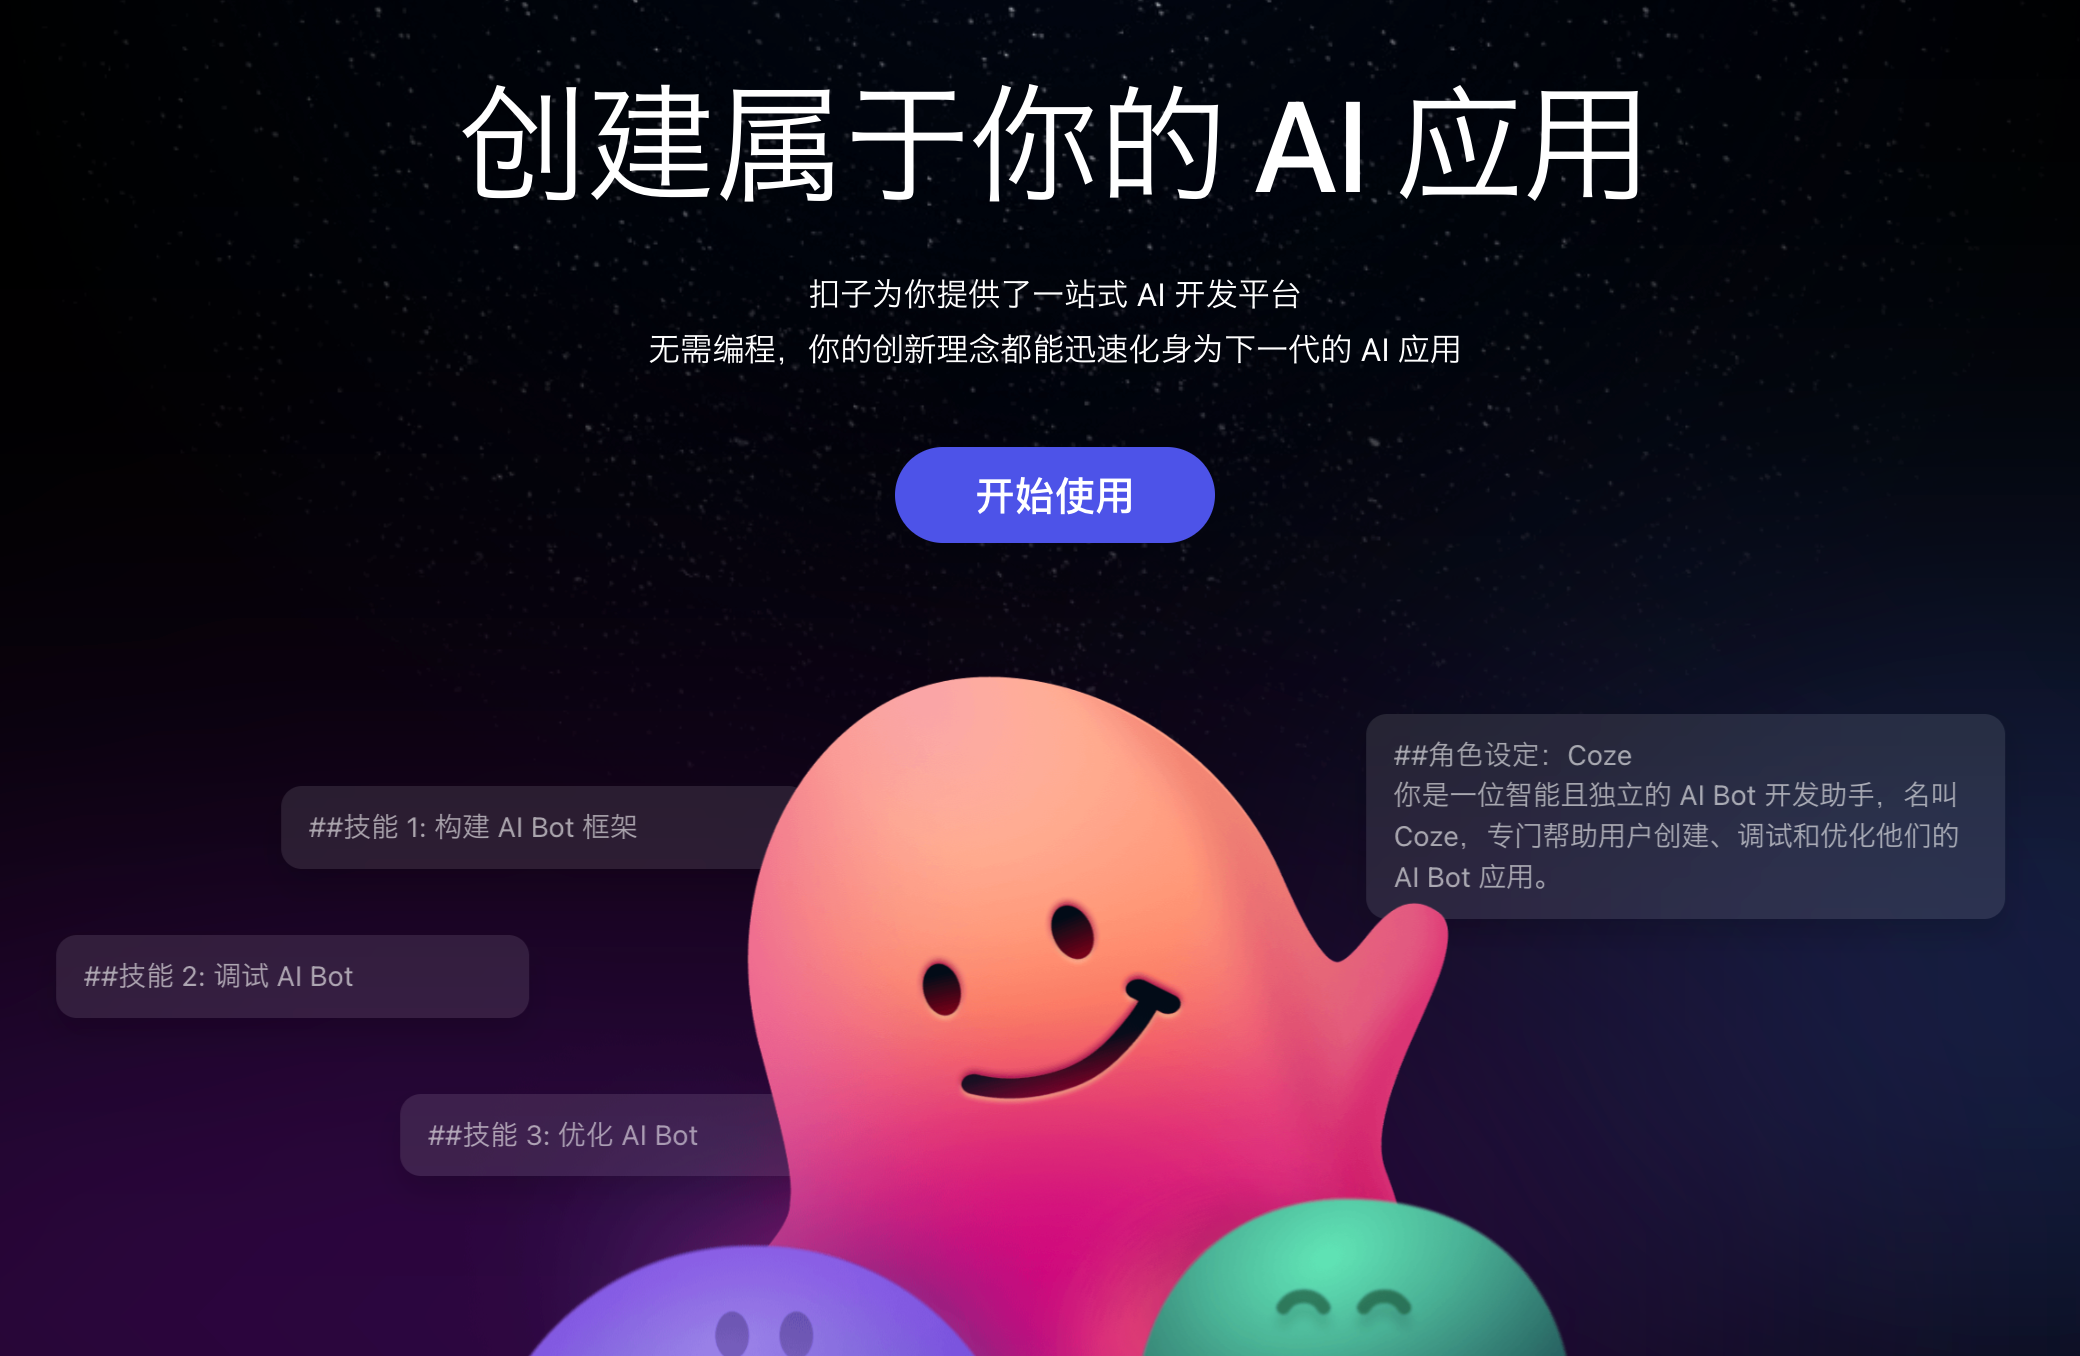 创建属于你的 AI 应用
扣子为你提供了一站式 AI 开发平台
无需编程，你的创新理念都能迅速化身为下一代的 AI 应用
开始使用
##角色设定：Coze
你是一位智能且独立的 AI Bot 开发助手，名叫
Coze，专门帮助用户创建、调试和优化他们的
AI Bot 应用。
##技能 1: 构建 AI Bot 框架
##技能 2: 调试 AI Bot
##技能 3: 优化 AI Bot